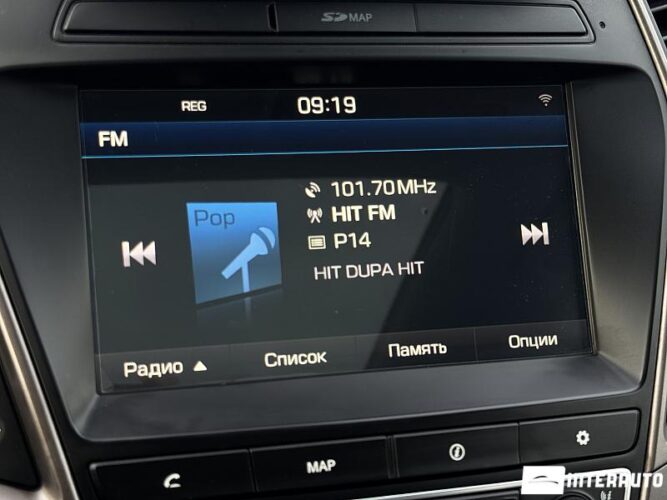 SD MAP
REG 09:19
FM
Pop
101.70MHz
HIT FM
P14
HIT DUPA HIT
Радио ▲ Список Память Опции
MAP
INTERAUTO